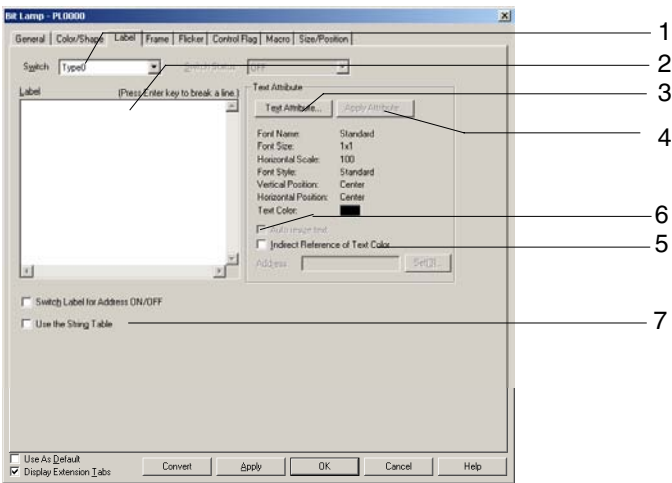 Bit Lamp - PL0000
General Color/Shape Label Frame Flicker Control Flag Macro Size/Position
1
Switch Type0 Switch Status OFF
2
Label (Press Enter key to break a line.) Text Attribute
Text Attribute... Apply Attribute
3
4
Font Name: Standard
Font Size: 1x1
Horizontal Scale: 100
Font Style: Standard
Vertical Position: Center
Horizontal Position: Center
Text Color:
6
Auto resize text
Indirect Reference of Text Color
5
Address
Switch Label for Address ON/OFF
Use the String Table
7
Use As Default
Display Extension Tabs
Convert Apply OK Cancel Help